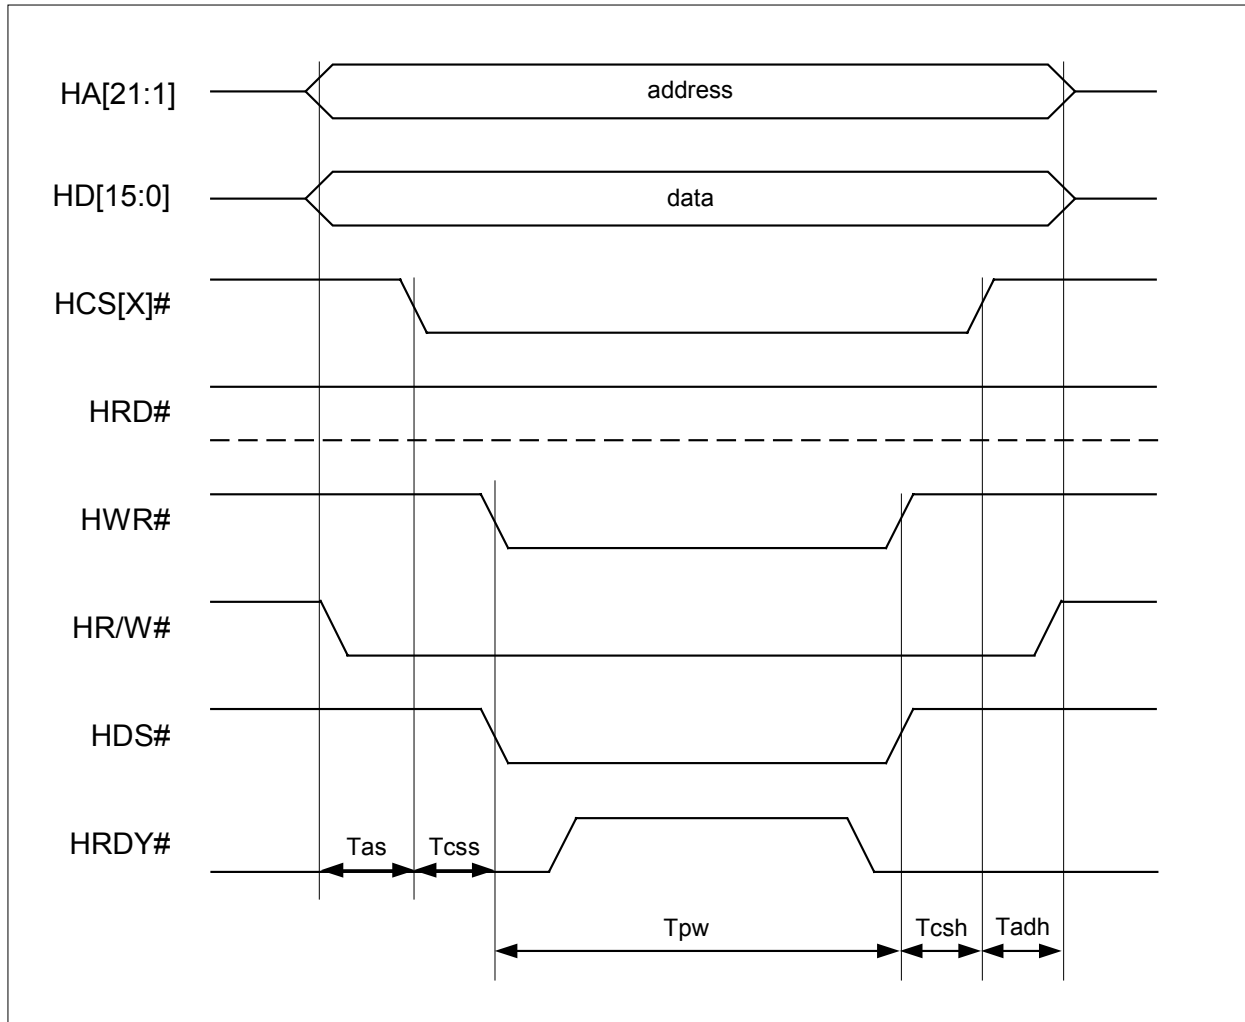 HA[21:1]
address
HD[15:0]
data
HCS[X]#
HRD#
HWR#
HR/W#
HDS#
HRDY#
Tas
Tcss
Tpw
Tcsh
Tadh